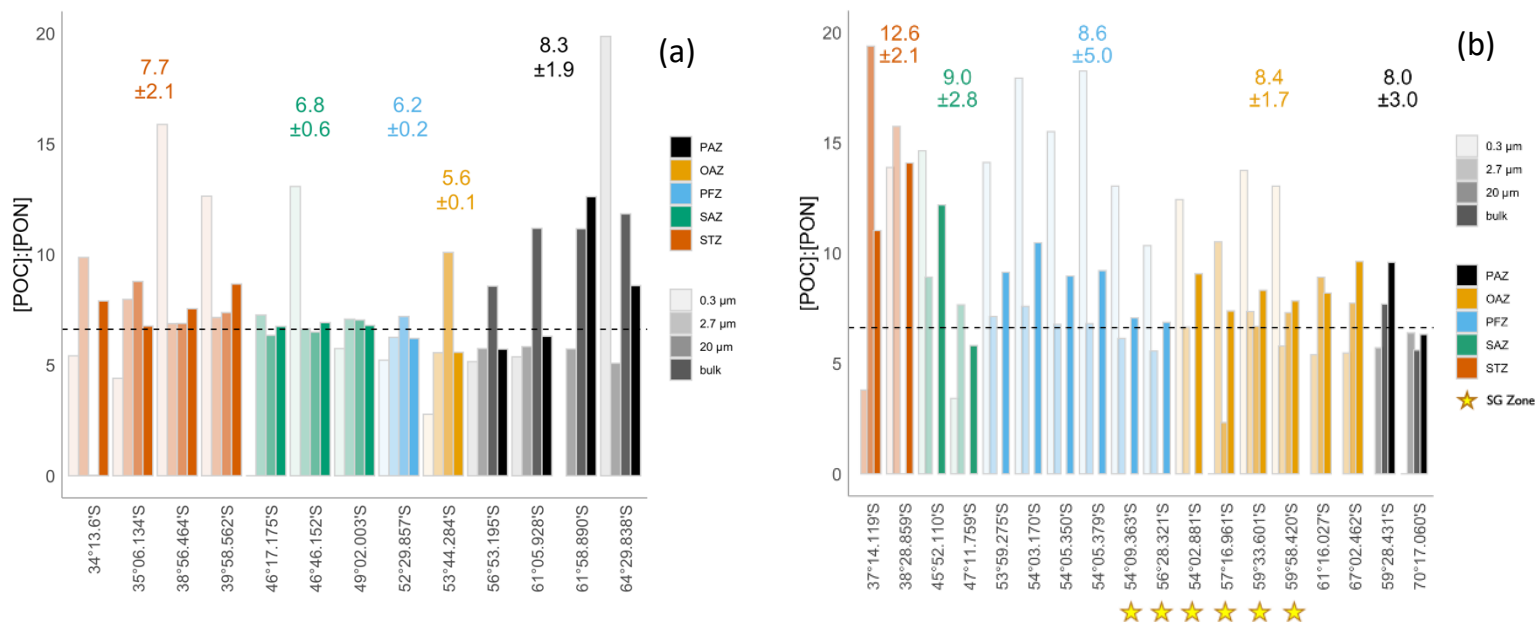 (a)
[POC]:[PON]
20
15
10
5
0
7.7
±2.1
6.8
±0.6
6.2
±0.2
5.6
±0.1
8.3
±1.9
PAZ
OAZ
PFZ
SAZ
STZ
0.3 µm
2.7 µm
20 µm
bulk
34°13.6'S
35°06.134'S
38°56.464'S
39°58.562'S
46°17.175'S
46°46.152'S
49°02.003'S
52°29.857'S
53°44.284'S
56°53.195'S
61°05.928'S
61°58.890'S
64°29.838'S
(b)
[POC]:[PON]
20
15
10
5
0
12.6
±2.1
9.0
±2.8
8.6
±5.0
8.4
±1.7
8.0
±3.0
0.3 µm
2.7 µm
20 µm
bulk
PAZ
OAZ
PFZ
SAZ
STZ
SG Zone
37°14.119'S
38°28.859'S
45°52.110'S
47°11.759'S
53°59.275'S
54°03.170'S
54°05.350'S
54°05.379'S
54°09.363'S
56°28.321'S
54°02.881'S
57°16.961'S
59°33.601'S
59°58.420'S
61°16.027'S
67°02.462'S
59°28.431'S
70°17.060'S